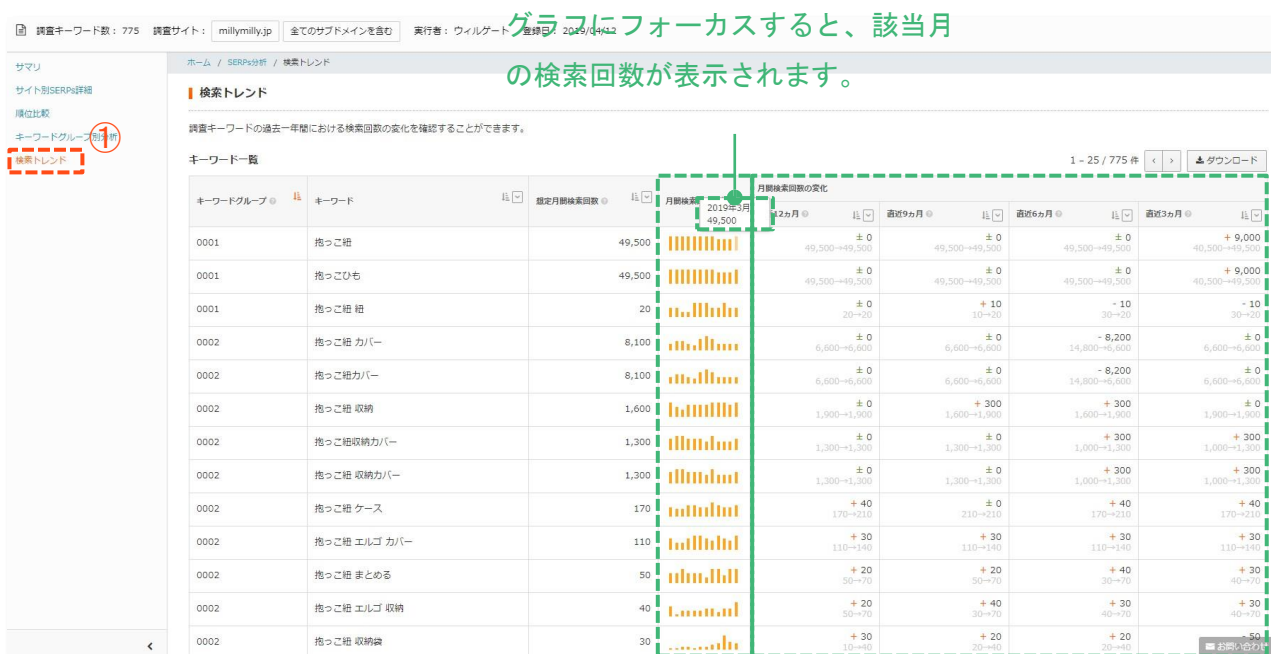 グラフにフォーカスすると、該当月
の検索回数が表示されます。
調査キーワード数： 775 調査サイト： millymilly.jp 全てのサブドメインを含む 実行者： ウィルゲート 登録日： 2019/04/12
サマリ
サイト別SERPs詳細
順位比較
キーワードグループ別分析
検索トレンド
①
ホーム / SERPs分析 / 検索トレンド
検索トレンド
調査キーワードの過去一年間における検索回数の変化を確認することができます。
キーワード一覧
1 – 25 / 775 件 ‹ › ダウンロード
キーワードグループ キーワード 想定月間検索回数 月間検索 月間検索回数の変化
2019年3月
49,500
12ヵ月 直近9ヵ月 直近6ヵ月 直近3ヵ月
0001 抱っこ紐 49,500 ± 0 ± 0 ± 0 + 9,000
49,500→49,500 49,500→49,500 49,500→49,500 40,500→49,500
0001 抱っこひも 49,500 ± 0 ± 0 ± 0 + 9,000
49,500→49,500 49,500→49,500 49,500→49,500 40,500→49,500
0001 抱っこ紐 紐 20 ± 0 + 10 - 10 - 10
20→20 10→20 30→20 30→20
0002 抱っこ紐 カバー 8,100 ± 0 ± 0 - 8,200 ± 0
6,600→6,600 6,600→6,600 14,800→6,600 6,600→6,600
0002 抱っこ紐カバー 8,100 ± 0 ± 0 - 8,200 ± 0
6,600→6,600 6,600→6,600 14,800→6,600 6,600→6,600
0002 抱っこ紐 収納 1,600 ± 0 + 300 + 300 ± 0
1,900→1,900 1,600→1,900 1,600→1,900 1,900→1,900
0002 抱っこ紐収納カバー 1,300 ± 0 ± 0 + 300 + 300
1,300→1,300 1,300→1,300 1,000→1,300 1,000→1,300
0002 抱っこ紐 収納カバー 1,300 ± 0 ± 0 + 300 + 300
1,300→1,300 1,300→1,300 1,000→1,300 1,000→1,300
0002 抱っこ紐 ケース 170 + 40 ± 0 + 40 + 40
170→210 210→210 170→210 170→210
0002 抱っこ紐 エルゴ カバー 110 + 30 + 30 + 30 + 30
110→140 110→140 110→140 110→140
0002 抱っこ紐 まとめる 50 + 20 + 20 + 40 + 30
50→70 50→70 30→70 40→70
0002 抱っこ紐 エルゴ 収納 40 + 20 + 40 + 30 + 30
50→70 30→70 40→70 40→70
0002 抱っこ紐 収納袋 30 + 30 + 20 + 20 - 50
10→40 20→40 20→40
お問い合わせ